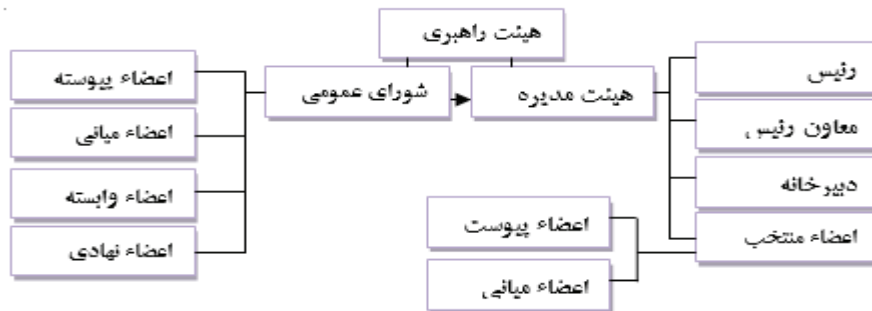 هیئت راهبری
هیئت مدیره
شورای عمومی
رئیس
معاون رئیس
دبیرخانه
اعضاء منتخب
اعضاء پیوست
اعضاء میانی
اعضاء پیوسته
اعضاء میانی
اعضاء وابسته
اعضاء نهادی